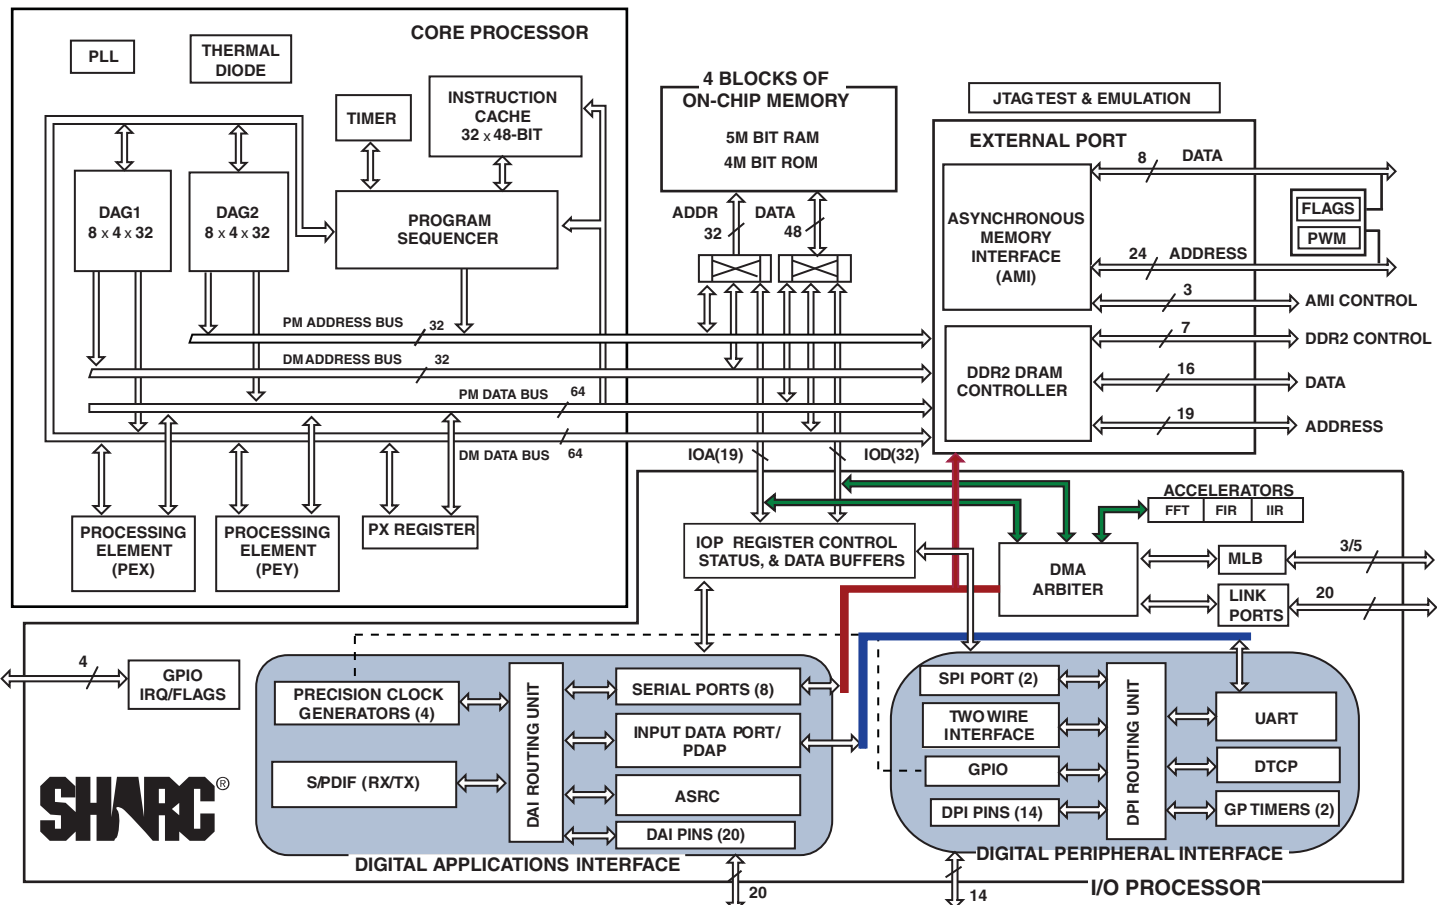 CORE PROCESSOR
PLL
THERMAL
DIODE
TIMER
INSTRUCTION
CACHE
32 x 48-BIT
DAG1
8 x 4 x 32
DAG2
8 x 4 x 32
PROGRAM
SEQUENCER
PM ADDRESS BUS
32
DM ADDRESS BUS
32
PM DATA BUS
64
DM DATA BUS
64
PROCESSING
ELEMENT
(PEX)
PROCESSING
ELEMENT
(PEY)
PX REGISTER
4 BLOCKS OF
ON-CHIP MEMORY
5M BIT RAM
4M BIT ROM
ADDR
32
DATA
48
IOA(19)
IOD(32)
JTAG TEST & EMULATION
EXTERNAL PORT
ASYNCHRONOUS
MEMORY
INTERFACE
(AMI)
DDR2 DRAM
CONTROLLER
8
DATA
FLAGS
PWM
24
ADDRESS
3
AMI CONTROL
7
DDR2 CONTROL
16
DATA
19
ADDRESS
IOP REGISTER CONTROL
STATUS, & DATA BUFFERS
ACCELERATORS
FFT
FIR
IIR
DMA
ARBITER
MLB
3/5
LINK
PORTS
20
4
GPIO
IRQ/FLAGS
PRECISION CLOCK
GENERATORS (4)
S/PDIF (RX/TX)
DAI ROUTING UNIT
SERIAL PORTS (8)
INPUT DATA PORT/
PDAP
ASRC
DAI PINS (20)
DIGITAL APPLICATIONS INTERFACE
20
SPI PORT (2)
TWO WIRE
INTERFACE
GPIO
DPI PINS (14)
DPI ROUTING UNIT
UART
DTCP
GP TIMERS (2)
DIGITAL PERIPHERAL INTERFACE
14
I/O PROCESSOR
SHARC®